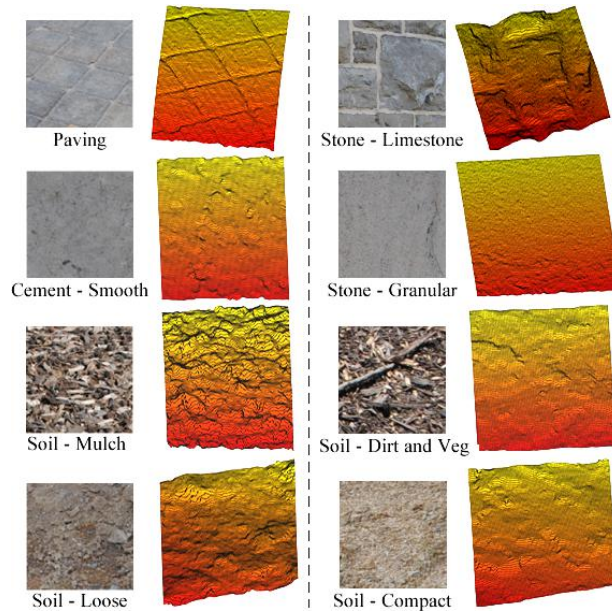 Paving
Stone - Limestone
Cement - Smooth
Stone - Granular
Soil - Mulch
Soil - Dirt and Veg
Soil - Loose
Soil - Compact